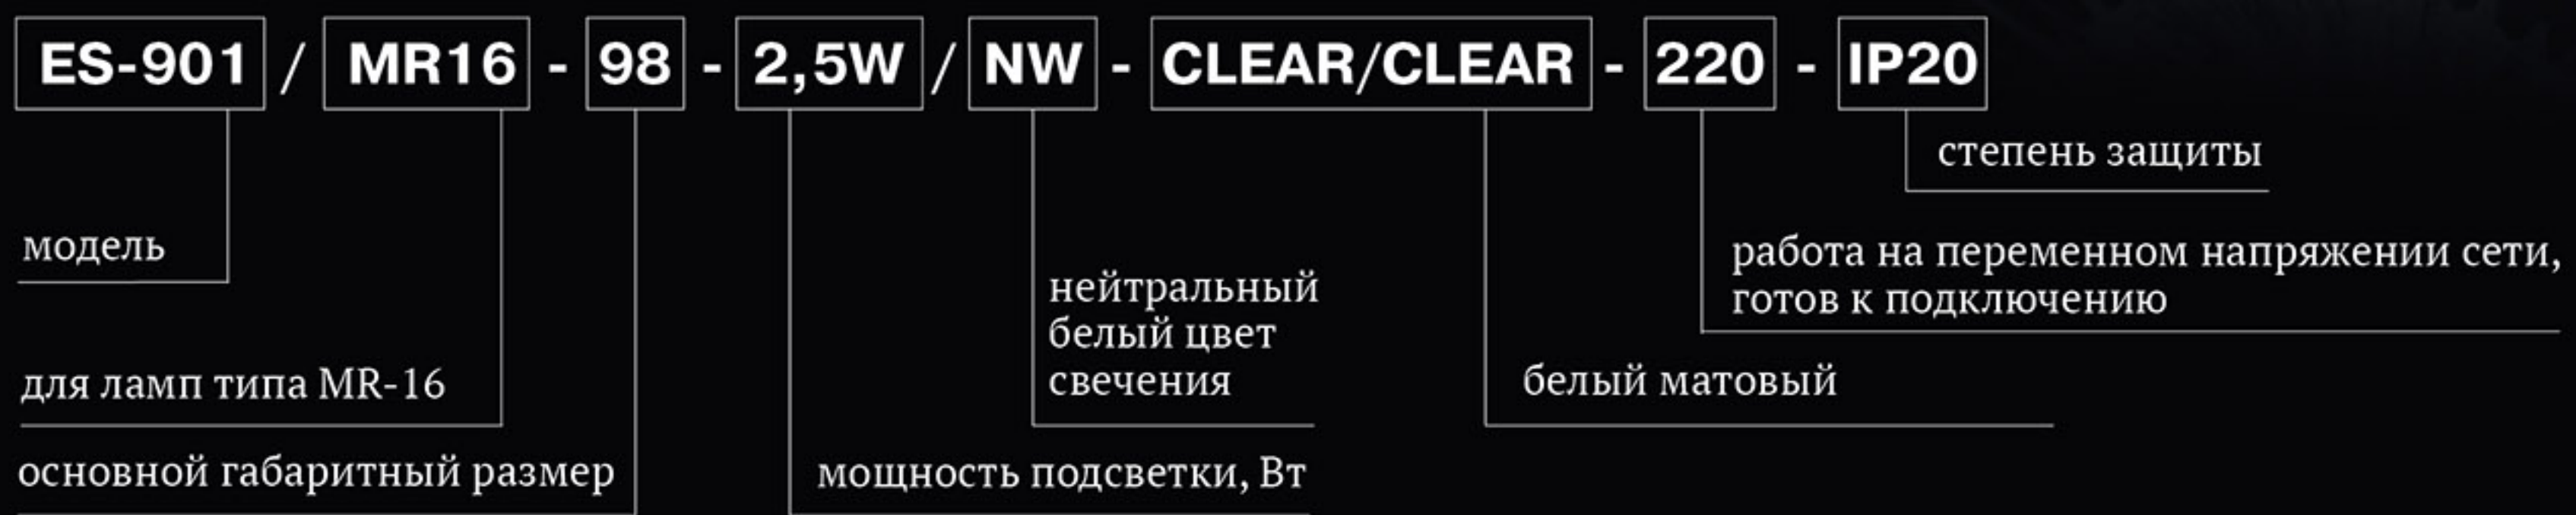 ES-901 / MR16 - 98 - 2,5W / NW - CLEAR/CLEAR - 220 - IP20
степень защиты
модель
работа на переменном напряжении сети,
готов к подключению
нейтральный
белый цвет
свечения
для ламп типа MR-16
белый матовый
основной габаритный размер
мощность подсветки, Вт